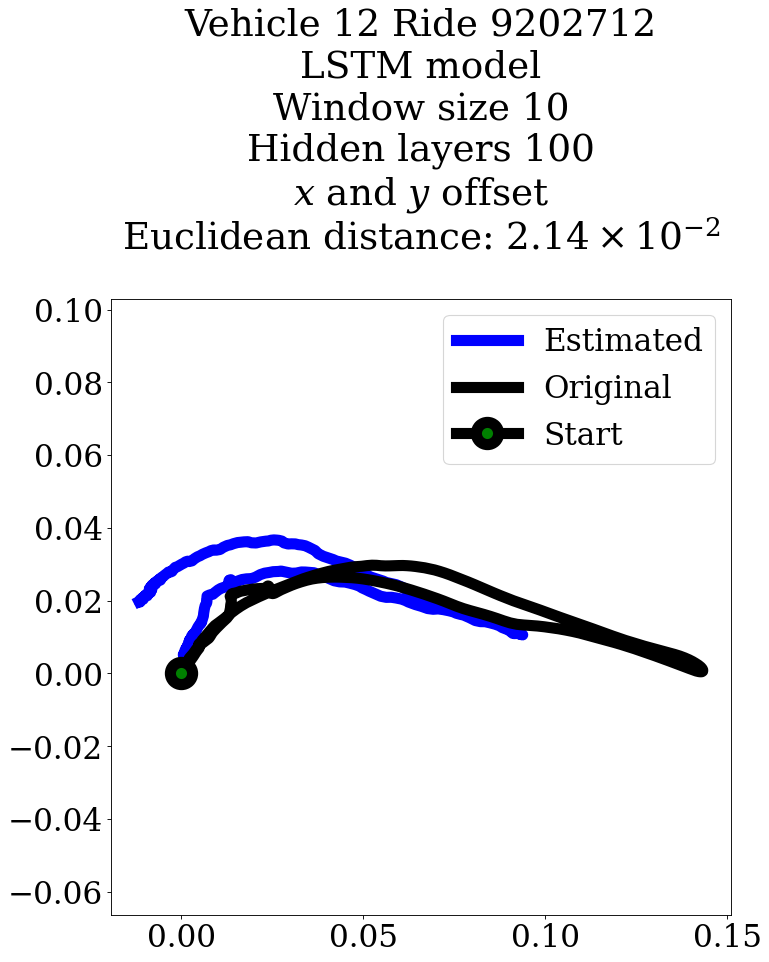 Vehicle 12 Ride 9202712
LSTM model
Window size 10
Hidden layers 100
x and y offset
Euclidean distance: 2.14 × 10⁻²
Estimated
Original
Start
0.10
0.08
0.06
0.04
0.02
0.00
−0.02
−0.04
−0.06
0.00 0.05 0.10 0.15